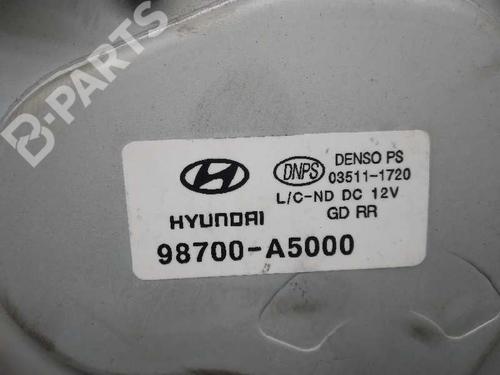 B-PARTS
DNPS
DENSO PS
03511-1720
L/C-ND DC 12V
GD RR
HYUNDAI
98700-A5000